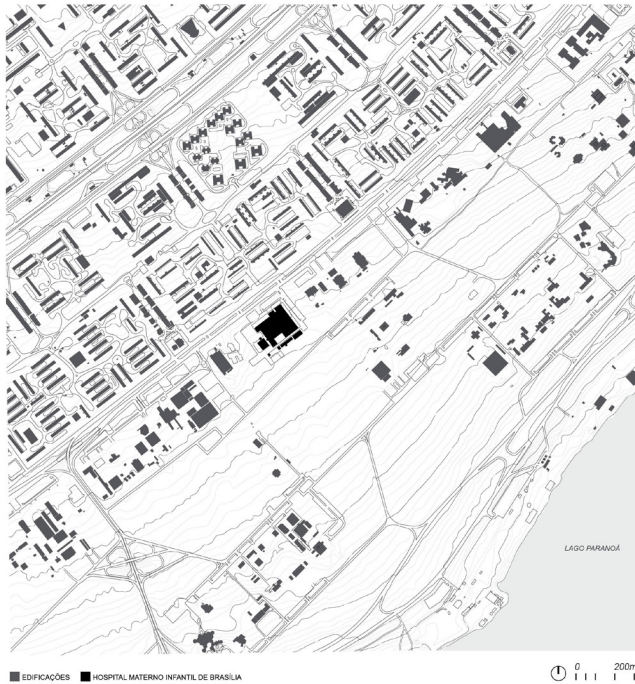 LAGO PARANOÁ
EDIFICAÇÕES
HOSPITAL MATERNO INFANTIL DE BRASÍLIA
0
200m